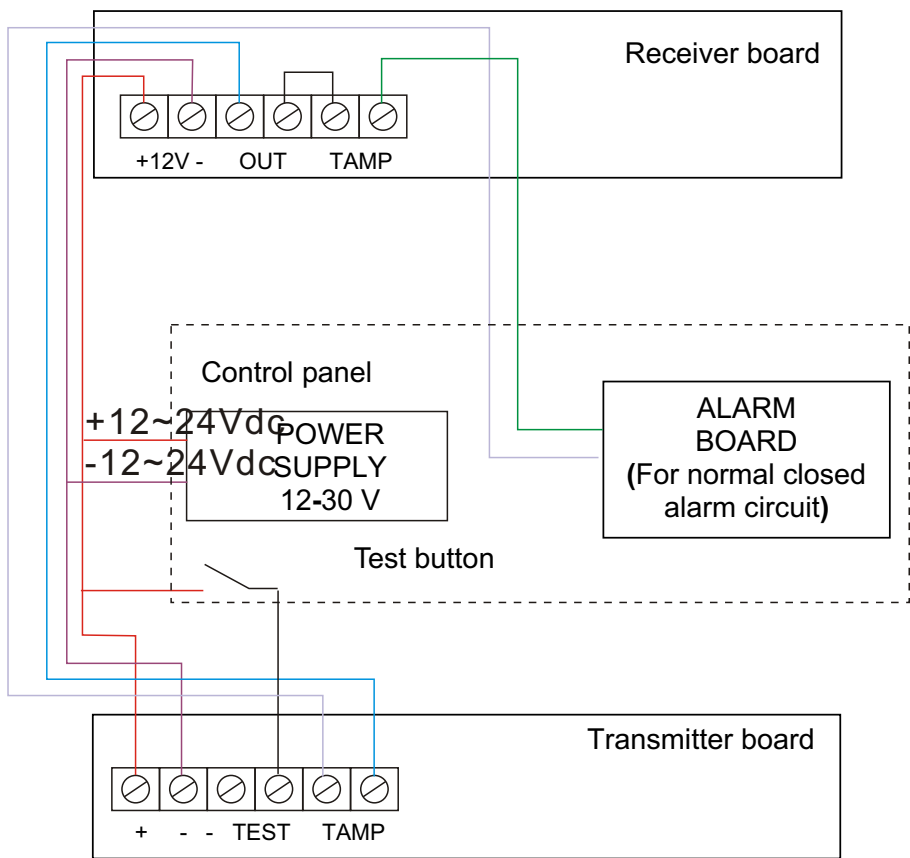 Receiver board
+12V - OUT TAMP
Control panel
+12~24Vdc
-12~24Vdc
POWER
SUPPLY
12-30 V
ALARM
BOARD
(For normal closed
alarm circuit)
Test button
Transmitter board
+ - - TEST TAMP